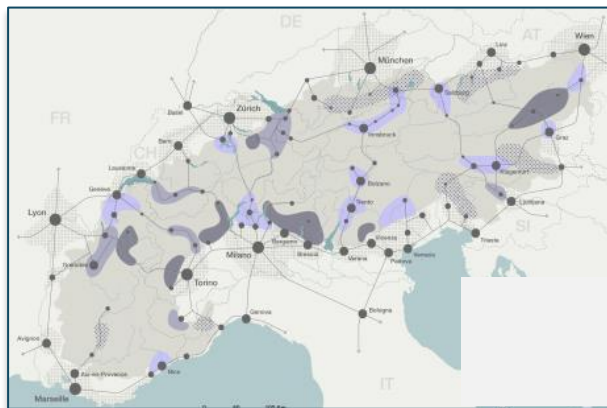 DE
AT
Wien
Linz
München
Salzburg
FR
Basel
Zürich
Bern
CH
Innsbruck
Graz
Lausanne
Genève
Klagenfurt
Bolzano
Lyon
Trento
Ljubljana
SI
Bergamo
Vicenza
Trieste
Milano
Brescia
Verona
Padova
Venezia
Grenoble
Torino
Genova
Bologna
Avignon
Nice
Aix-en-Provence
Marseille
IT